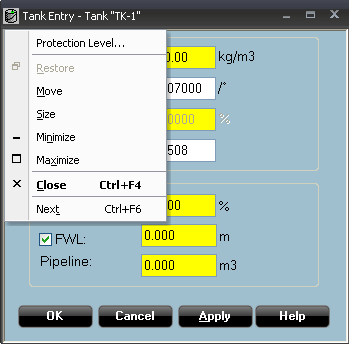 Tank Entry - Tank "TK-1"
Protection Level...
Restore
Move
Size
Minimize
Maximize
Close Ctrl+F4
Next Ctrl+F6
0.00 kg/m3
07000 /°
0000 %
508
00 %
FWL: 0.000 m
Pipeline: 0.000 m3
OK Cancel Apply Help